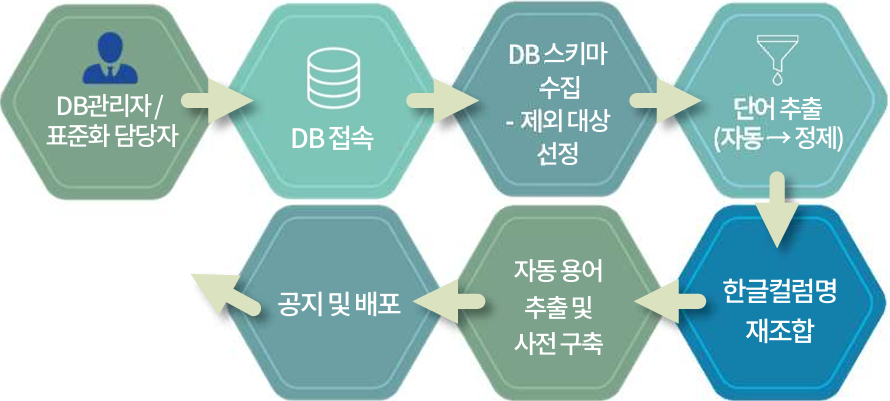 DB관리자 /
표준화 담당자
DB 접속
DB 스키마
수집
- 제외 대상
선정
단어 추출
(자동 → 정제)
한글컬럼명
재조합
자동 용어
추출 및
사전 구축
공지 및 배포